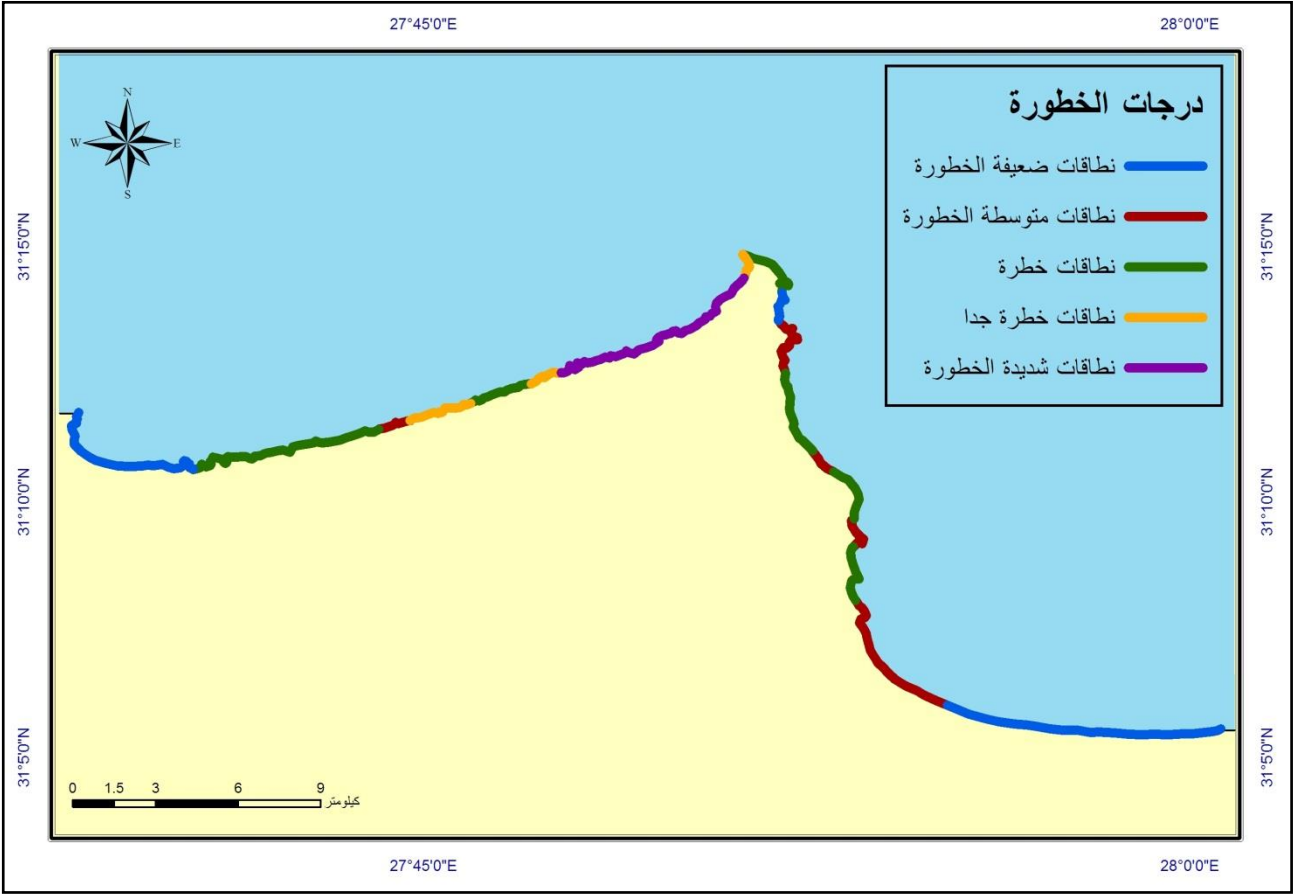 27°45'0"E 28°0'0"E
درجات الخطورة
N
W E
S
نطاقات ضعيفة الخطورة
نطاقات متوسطة الخطورة
31°15'0"N 31°15'0"N
نطاقات خطرة
نطاقات خطرة جدا
نطاقات شديدة الخطورة
31°10'0"N 31°10'0"N
31°5'0"N 31°5'0"N
0 1.5 3 6 9
كيلومتر
27°45'0"E 28°0'0"E